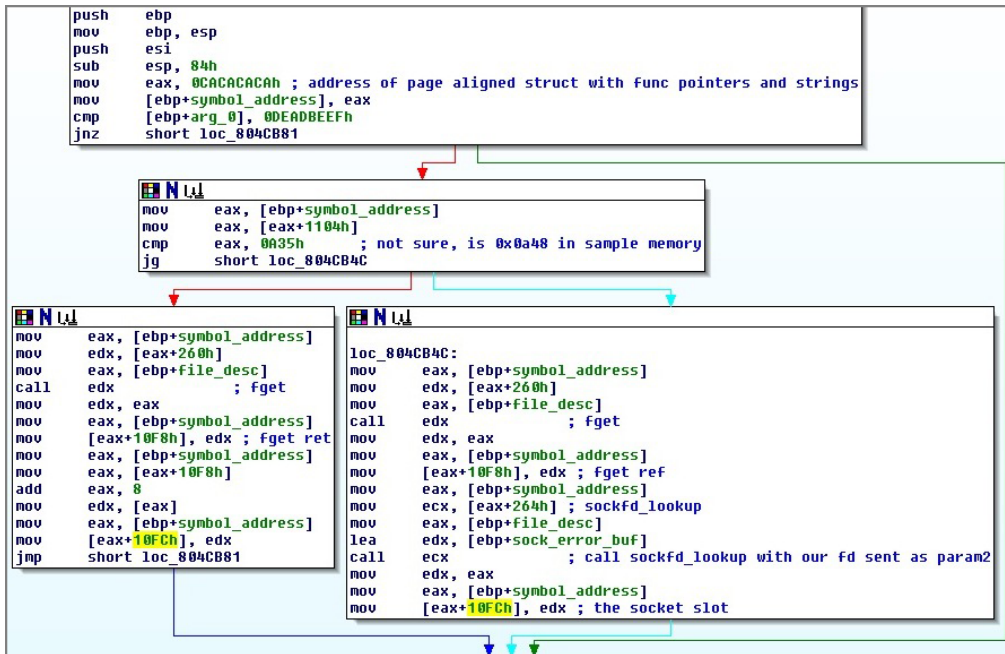 push ebp
mov ebp, esp
push esi
sub esp, 84h
mov eax, 0CACACACAh ; address of page aligned struct with func pointers and strings
mov [ebp+symbol_address], eax
cmp [ebp+arg_0], 0DEADBEEFh
jnz short loc_804CB81
mov eax, [ebp+symbol_address]
mov eax, [eax+1104h]
cmp eax, 0A35h ; not sure, is 0x0a48 in sample memory
jg short loc_804CB4C
mov eax, [ebp+symbol_address]
mov edx, [eax+260h]
mov eax, [ebp+file_desc]
call edx ; fget
mov edx, eax
mov eax, [ebp+symbol_address]
mov [eax+10F8h], edx ; fget ret
mov eax, [ebp+symbol_address]
mov eax, [eax+10F8h]
add eax, 8
mov edx, [eax]
mov eax, [ebp+symbol_address]
mov [eax+10FCh], edx
jmp short loc_804CB81
loc_804CB4C:
mov eax, [ebp+symbol_address]
mov edx, [eax+260h]
mov eax, [ebp+file_desc]
call edx ; fget
mov edx, eax
mov eax, [ebp+symbol_address]
mov [eax+10F8h], edx ; fget ref
mov eax, [ebp+symbol_address]
mov ecx, [eax+264h] ; sockfd_lookup
mov eax, [ebp+file_desc]
lea edx, [ebp+sock_error_buf]
call ecx ; call sockfd_lookup with our fd sent as param2
mov edx, eax
mov eax, [ebp+symbol_address]
mov [eax+10FCh], edx ; the socket slot